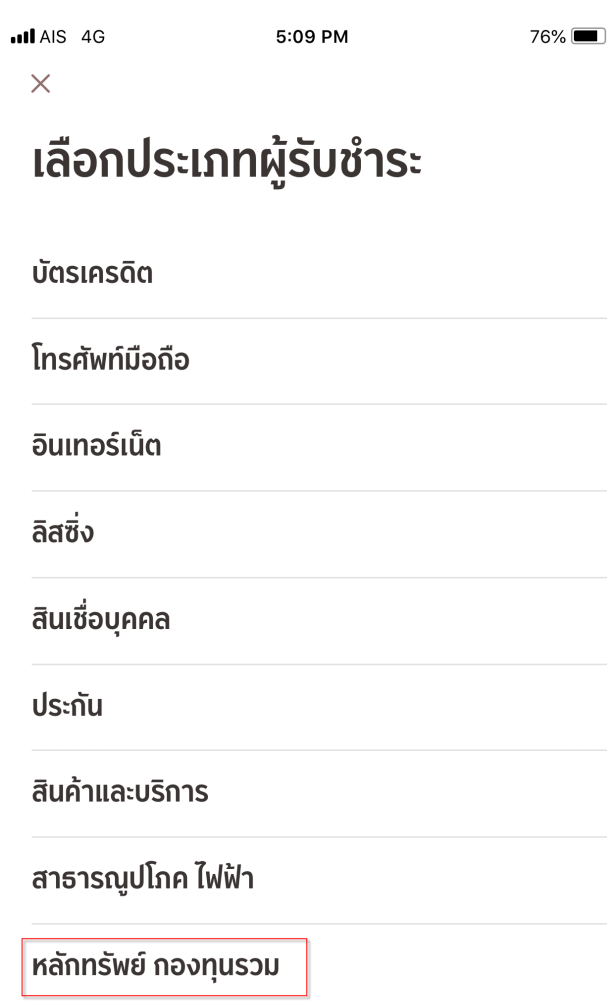 AIS 4G 5:09 PM 76%
เลือกประเภทผู้รับชำระ
บัตรเครดิต
โทรศัพท์มือถือ
อินเทอร์เน็ต
ลิสซิ่ง
สินเชื่อบุคคล
ประกัน
สินค้าและบริการ
สาธารณูปโภค ไฟฟ้า
หลักทรัพย์ กองทุนรวม